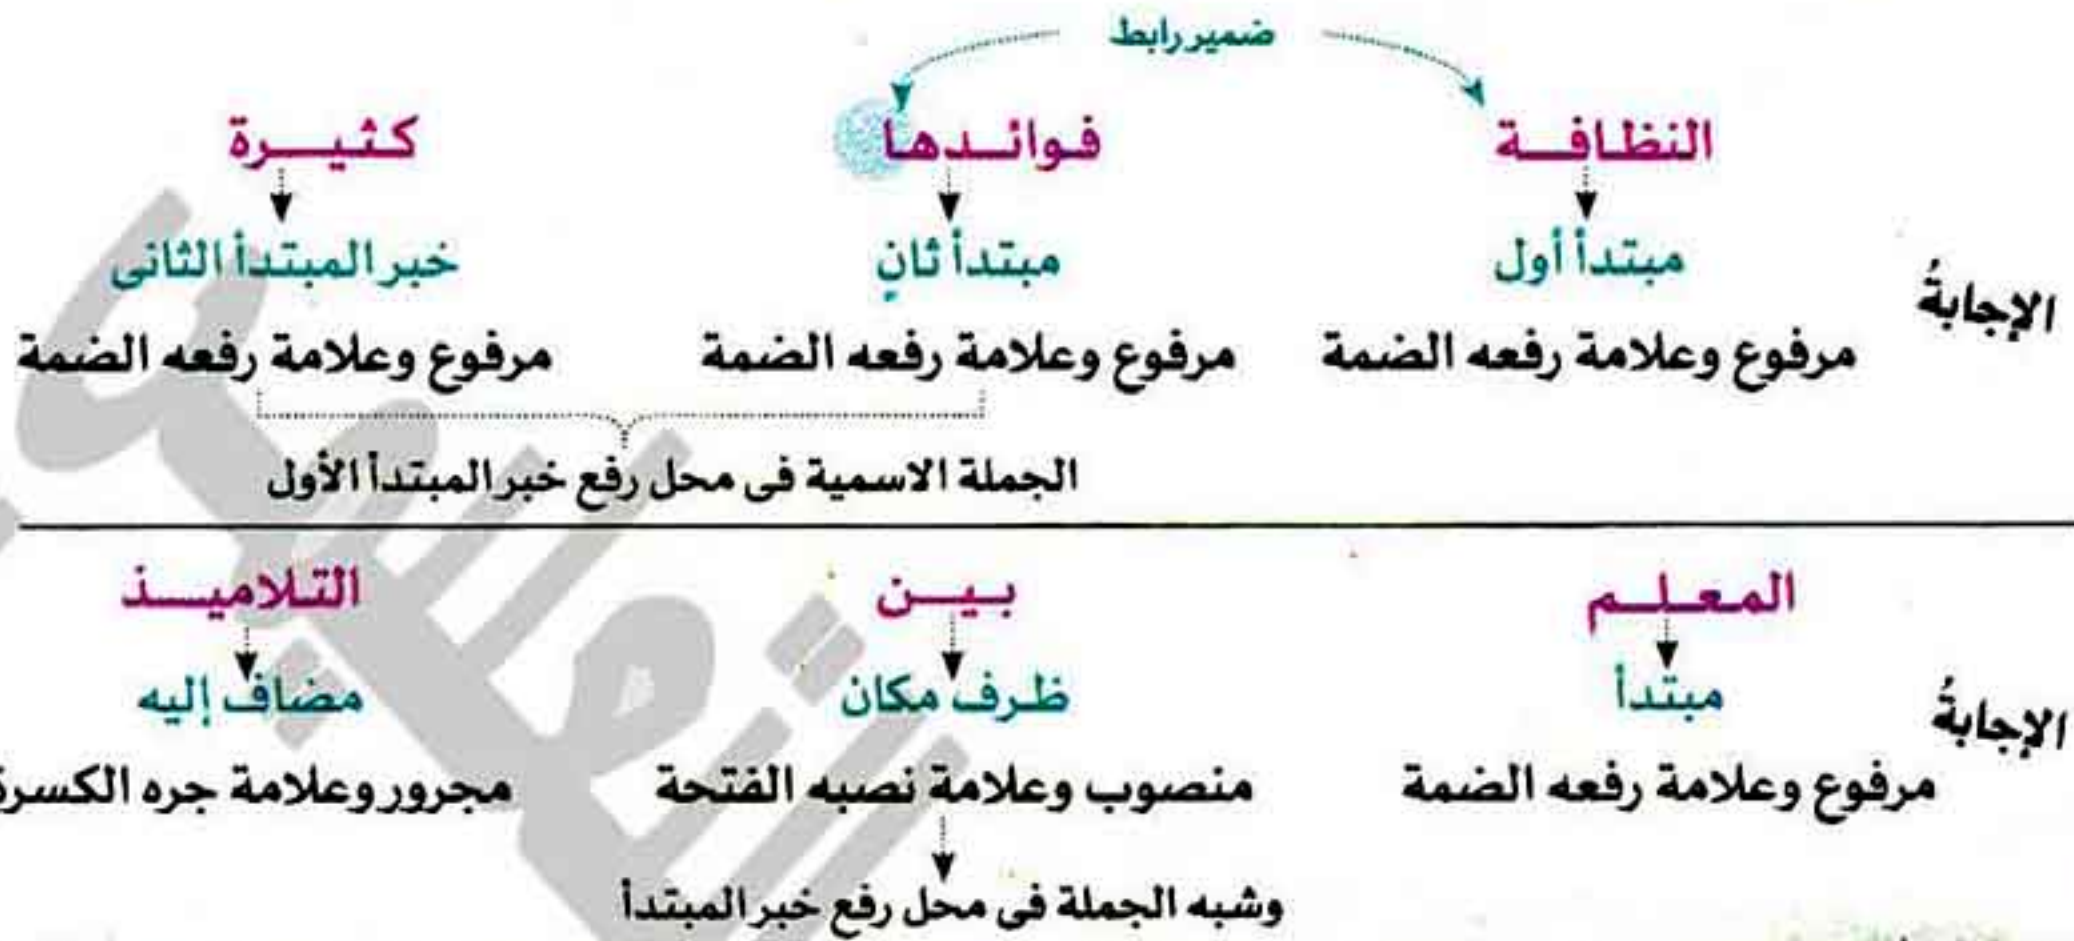 ضمير رابط
النظافة فوائدها كثيرة
مبتدأ أول مبتدأ ثانٍ خبر المبتدأ الثانى
الإجابةُ
مرفوع وعلامة رفعه الضمة مرفوع وعلامة رفعه الضمة مرفوع وعلامة رفعه الضمة
الجملة الاسمية فى محل رفع خبر المبتدأ الأول
المعلم بين التلاميذ
مبتدأ ظرف مكان مضاف إليه
الإجابةُ
مرفوع وعلامة رفعه الضمة منصوب وعلامة نصبه الفتحة مجرور وعلامة جره الكسرة
وشبه الجملة فى محل رفع خبر المبتدأ